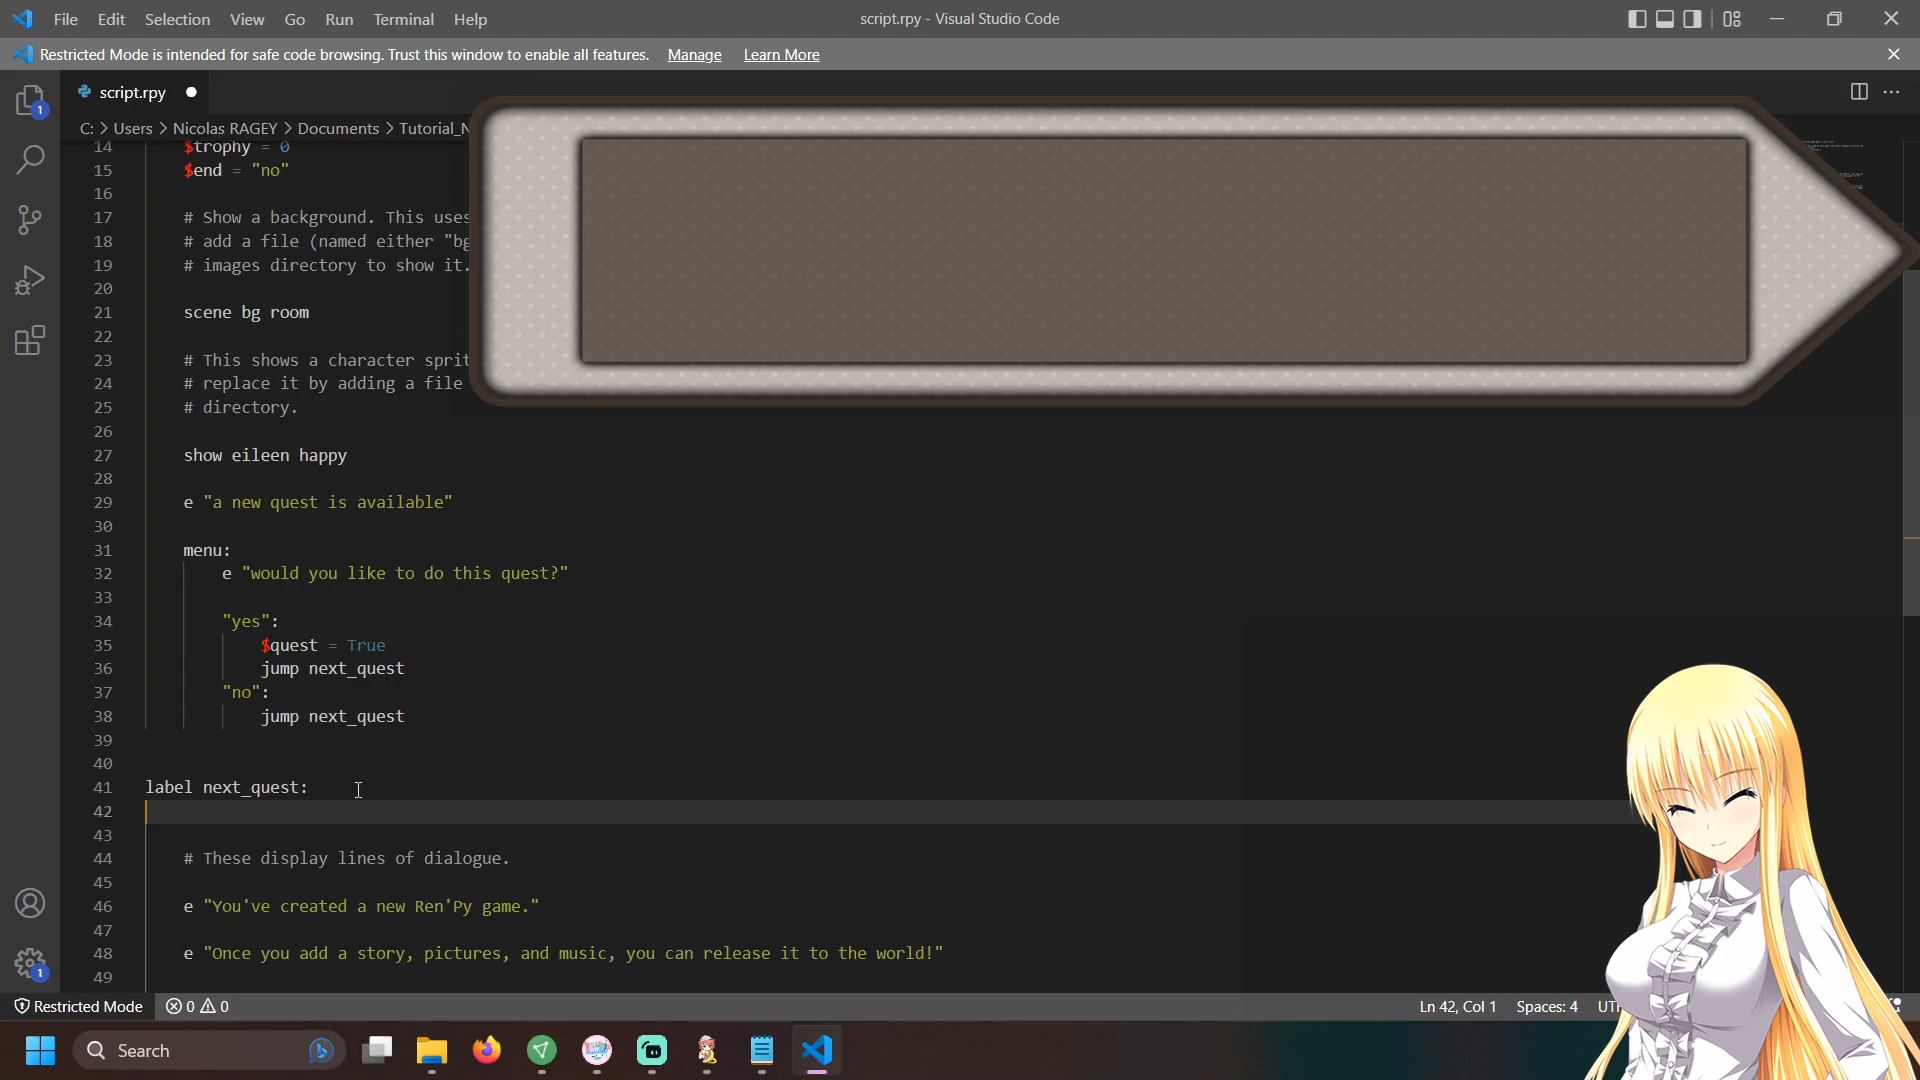 File Edit Selection View Go Run Terminal Help
script.rpy - Visual Studio Code
Restricted Mode is intended for safe code browsing. Trust this window to enable all features. Manage Learn More
1
script.rpy
C: > Users > Nicolas RAGEY > Documents > Tutorial_N
14 $trophy = 0
15 $end = "no"
16
17 # Show a background. This uses
18 # add a file (named either "bg
19 # images directory to show it.
20
21 scene bg room
22
23 # This shows a character sprit
24 # replace it by adding a file
25 # directory.
26
27 show eileen happy
28
29 e "a new quest is available"
30
31 menu:
32 e "would you like to do this quest?"
33
34 "yes":
35 $quest = True
36 jump next_quest
37 "no":
38 jump next_quest
39
40
41 label next_quest:
42
43
44 # These display lines of dialogue.
45
46 e "You've created a new Ren'Py game."
47
48 e "Once you add a story, pictures, and music, you can release it to the world!"
49
1
Restricted Mode 0 0 Ln 42, Col 1 Spaces: 4
Search